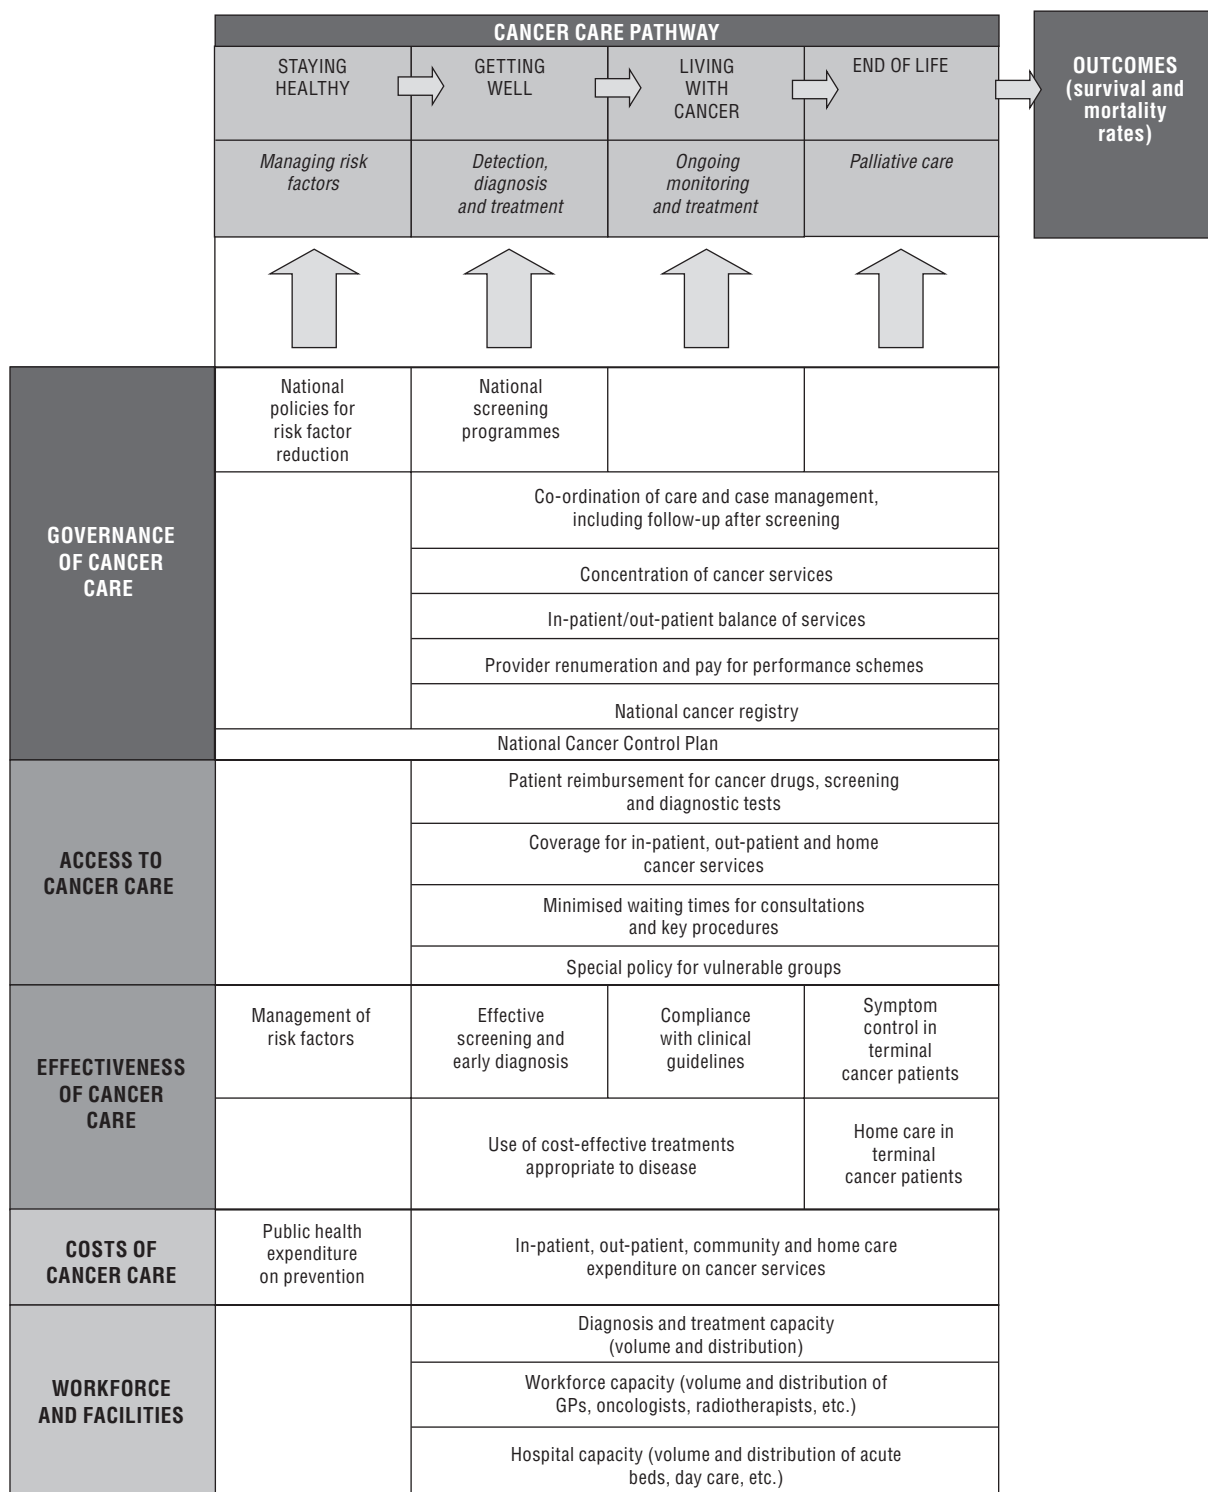 CANCER CARE PATHWAY
STAYING
HEALTHY
GETTING
WELL
LIVING
WITH
CANCER
END OF LIFE
OUTCOMES
(survival and
mortality
rates)
Managing risk
factors
Detection,
diagnosis
and treatment
Ongoing
monitoring
and treatment
Palliative care
GOVERNANCE
OF CANCER
CARE
National
policies for
risk factor
reduction
National
screening
programmes
Co-ordination of care and case management,
including follow-up after screening
Concentration of cancer services
In-patient/out-patient balance of services
Provider renumeration and pay for performance schemes
National cancer registry
National Cancer Control Plan
ACCESS TO
CANCER CARE
Patient reimbursement for cancer drugs, screening
and diagnostic tests
Coverage for in-patient, out-patient and home
cancer services
Minimised waiting times for consultations
and key procedures
Special policy for vulnerable groups
EFFECTIVENESS
OF CANCER
CARE
Management of
risk factors
Effective
screening and
early diagnosis
Compliance
with clinical
guidelines
Symptom
control in
terminal
cancer patients
Use of cost-effective treatments
appropriate to disease
Home care in
terminal
cancer patients
COSTS OF
CANCER CARE
Public health
expenditure
on prevention
In-patient, out-patient, community and home care
expenditure on cancer services
WORKFORCE
AND FACILITIES
Diagnosis and treatment capacity
(volume and distribution)
Workforce capacity (volume and distribution of
GPs, oncologists, radiotherapists, etc.)
Hospital capacity (volume and distribution of acute
beds, day care, etc.)